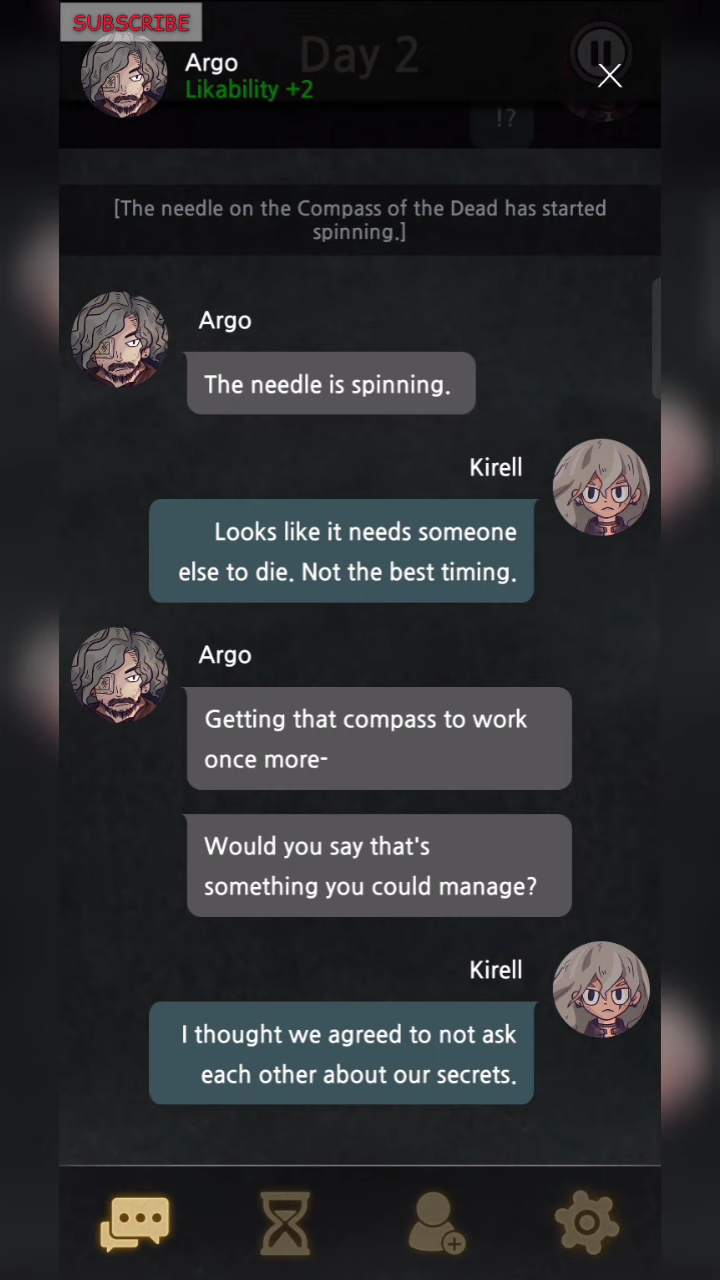 SUBSCRIBE
Day 2
Argo
Likability +2
!?
[The needle on the Compass of the Dead has started
spinning.]
Argo
The needle is spinning.
Kirell
Looks like it needs someone
else to die. Not the best timing.
Argo
Getting that compass to work
once more-
Would you say that's
something you could manage?
Kirell
I thought we agreed to not ask
each other about our secrets.